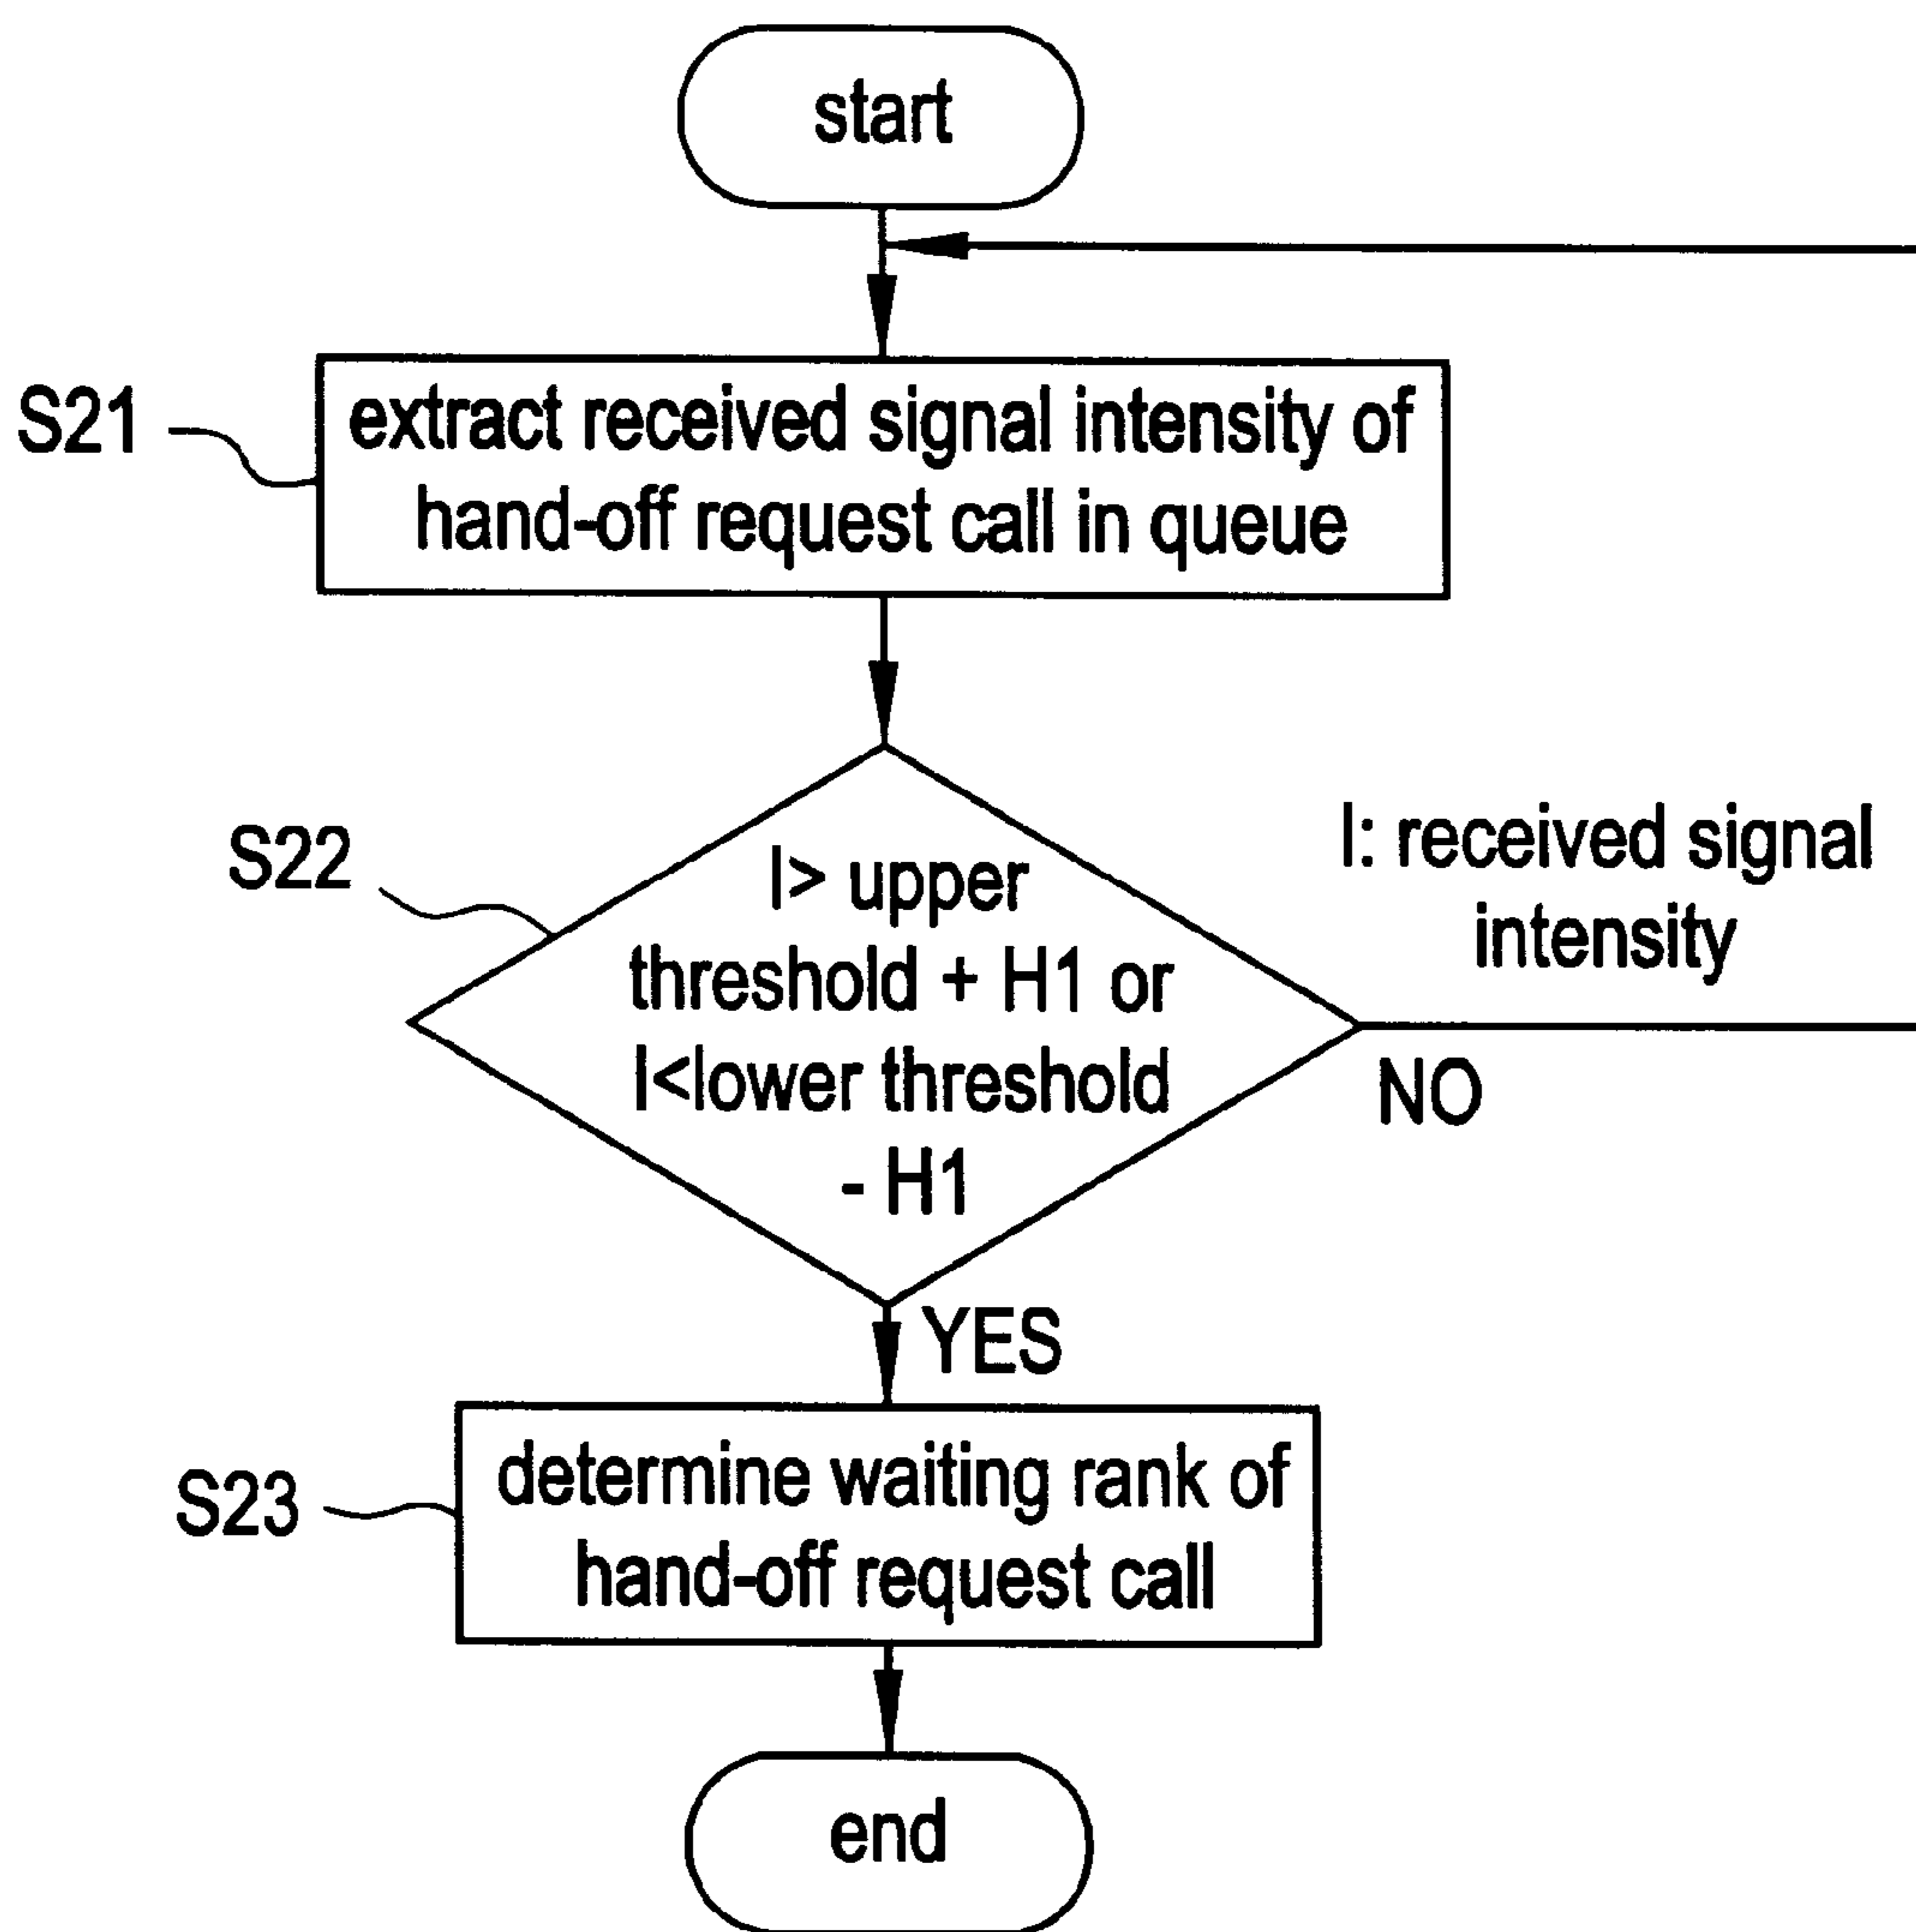 start
S21
extract received signal intensity of
hand-off request call in queue
S22
I> upper
threshold + H1 or
I<lower threshold
- H1
I: received signal
intensity
NO
YES
S23
determine waiting rank of
hand-off request call
end